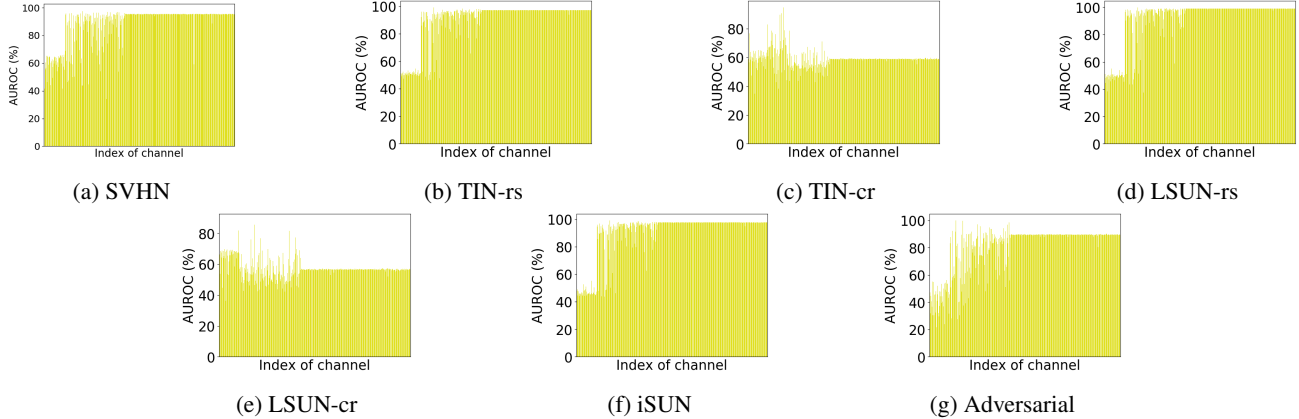 100
80
60
40
20
0
AUROC (%)
Index of channel
(a) SVHN
100
80
60
40
20
0
AUROC (%)
Index of channel
(b) TIN-rs
80
60
40
20
0
AUROC (%)
Index of channel
(c) TIN-cr
100
80
60
40
20
0
AUROC (%)
Index of channel
(d) LSUN-rs
80
60
40
20
0
AUROC (%)
Index of channel
(e) LSUN-cr
100
80
60
40
20
0
AUROC (%)
Index of channel
(f) iSUN
100
80
60
40
20
0
AUROC (%)
Index of channel
(g) Adversarial